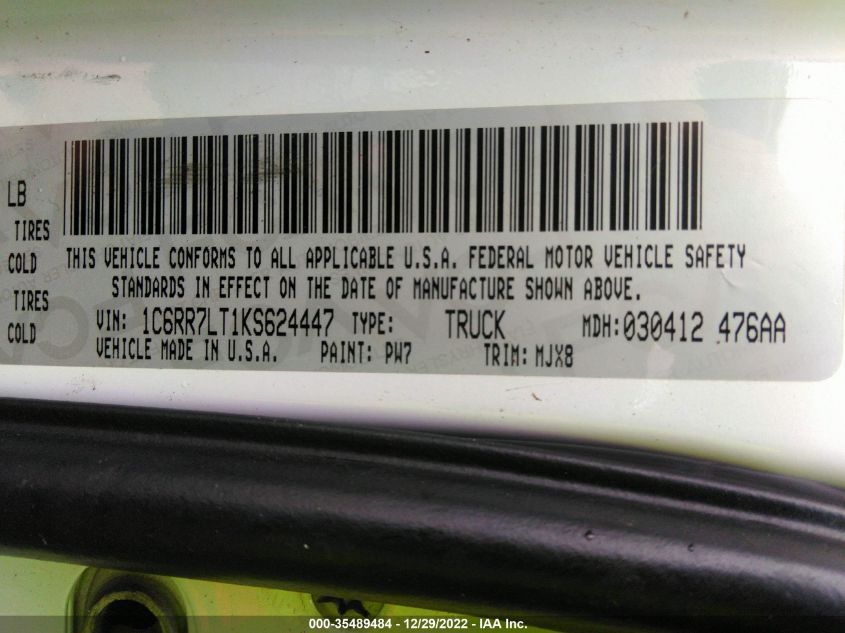 LB
TIRES
COLD
TIRES
COLD
THIS VEHICLE CONFORMS TO ALL APPLICABLE U.S.A. FEDERAL MOTOR VEHICLE SAFETY
STANDARDS IN EFFECT ON THE DATE OF MANUFACTURE SHOWN ABOVE.
VIN: 1C6RR7LT1KS624447 TYPE: TRUCK MDH:030412 476AA
VEHICLE MADE IN U.S.A. PAINT: PW7 TRIM: MJX8
000-35489484 - 12/29/2022 - IAA Inc.